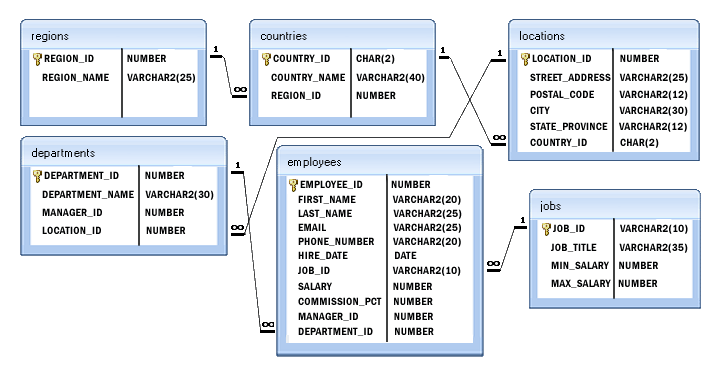 regions
REGION_ID NUMBER
REGION_NAME VARCHAR2(25)
1
∞
countries
COUNTRY_ID CHAR(2)
COUNTRY_NAME VARCHAR2(40)
REGION_ID NUMBER
1
∞
locations
LOCATION_ID NUMBER
STREET_ADDRESS VARCHAR2(25)
POSTAL_CODE VARCHAR2(12)
CITY VARCHAR2(30)
STATE_PROVINCE VARCHAR2(12)
COUNTRY_ID CHAR(2)
1
∞
departments
DEPARTMENT_ID NUMBER
DEPARTMENT_NAME VARCHAR2(30)
MANAGER_ID NUMBER
LOCATION_ID NUMBER
1
∞
employees
EMPLOYEE_ID NUMBER
FIRST_NAME VARCHAR2(20)
LAST_NAME VARCHAR2(25)
EMAIL VARCHAR2(25)
PHONE_NUMBER VARCHAR2(20)
HIRE_DATE DATE
JOB_ID VARCHAR2(10)
SALARY NUMBER
COMMISSION_PCT NUMBER
MANAGER_ID NUMBER
DEPARTMENT_ID NUMBER
∞
1
jobs
JOB_ID VARCHAR2(10)
JOB_TITLE VARCHAR2(35)
MIN_SALARY NUMBER
MAX_SALARY NUMBER